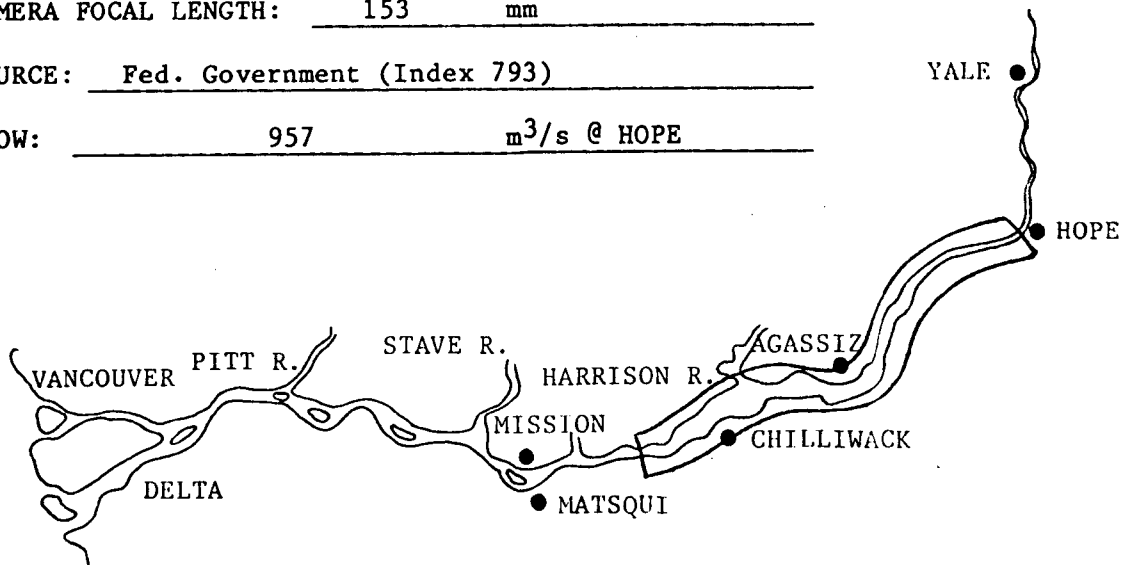 MERA FOCAL LENGTH: 153 mm
URCE: Fed. Government (Index 793)
OW: 957 m³/s @ HOPE
YALE
HOPE
AGASSIZ
STAVE R.
PITT R.
HARRISON R.
VANCOUVER
MISSION
CHILLIWACK
DELTA
MATSQUI